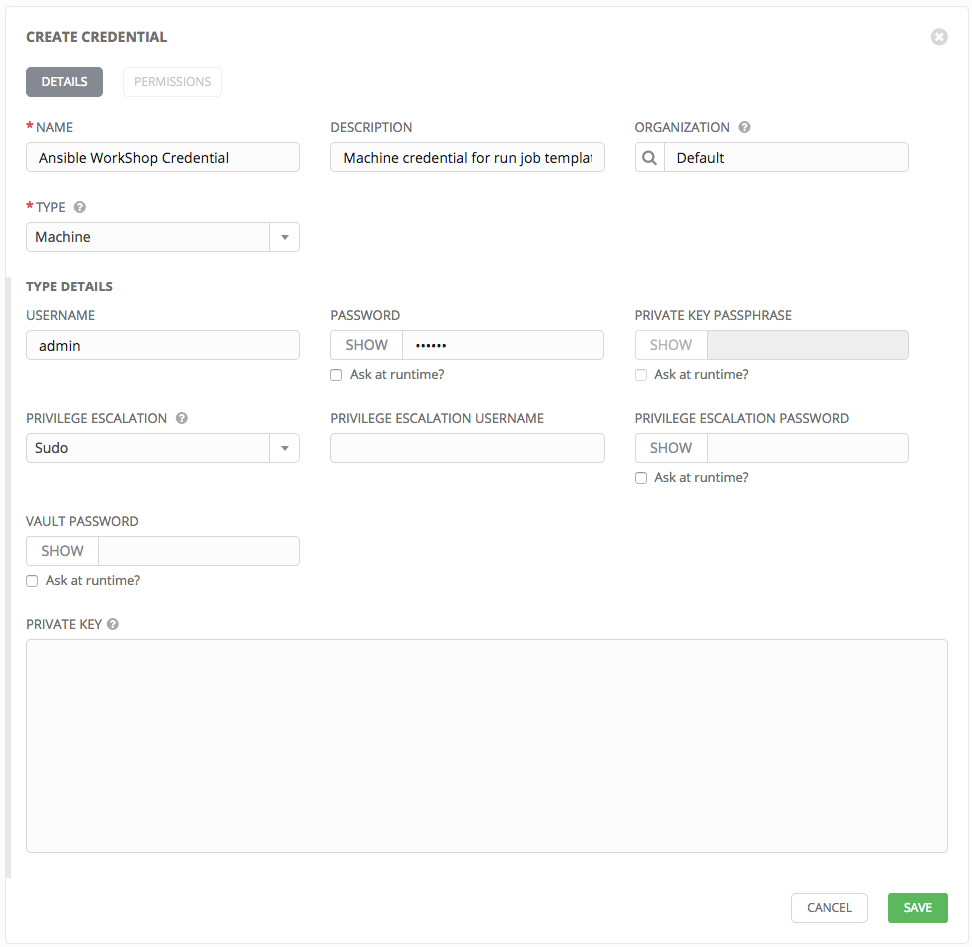 CREATE CREDENTIAL
DETAILS PERMISSIONS
* NAME DESCRIPTION ORGANIZATION ?
Ansible WorkShop Credential Machine credential for run job templat Default
* TYPE ?
Machine
TYPE DETAILS
USERNAME PASSWORD PRIVATE KEY PASSPHRASE
admin SHOW •••••• SHOW
Ask at runtime? Ask at runtime?
PRIVILEGE ESCALATION ? PRIVILEGE ESCALATION USERNAME PRIVILEGE ESCALATION PASSWORD
Sudo SHOW
Ask at runtime?
VAULT PASSWORD
SHOW
Ask at runtime?
PRIVATE KEY ?
CANCEL SAVE